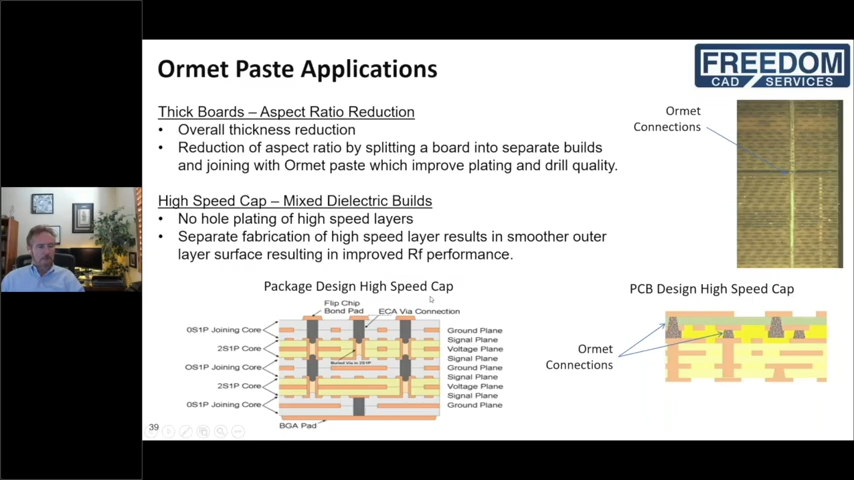 Ormet Paste Applications
FREEDOM
CAD SERVICES
Thick Boards – Aspect Ratio Reduction
• Overall thickness reduction
• Reduction of aspect ratio by splitting a board into separate builds
and joining with Ormet paste which improve plating and drill quality.
High Speed Cap – Mixed Dielectric Builds
• No hole plating of high speed layers
• Separate fabrication of high speed layer results in smoother outer
layer surface resulting in improved Rf performance.
Ormet
Connections
Package Design High Speed Cap
Flip Chip
Bond Pad
ECA Via Connection
0S1P Joining Core
2S1P Core
OS1P Joining Core
2S1P Core
0S1P Joining Core
Ground Plane
Signal Plane
Voltage Plane
Signal Plane
Ground Plane
Signal Plane
Voltage Plane
Signal Plane
Ground Plane
BGA Pad
PCB Design High Speed Cap
Ormet
Connections
39